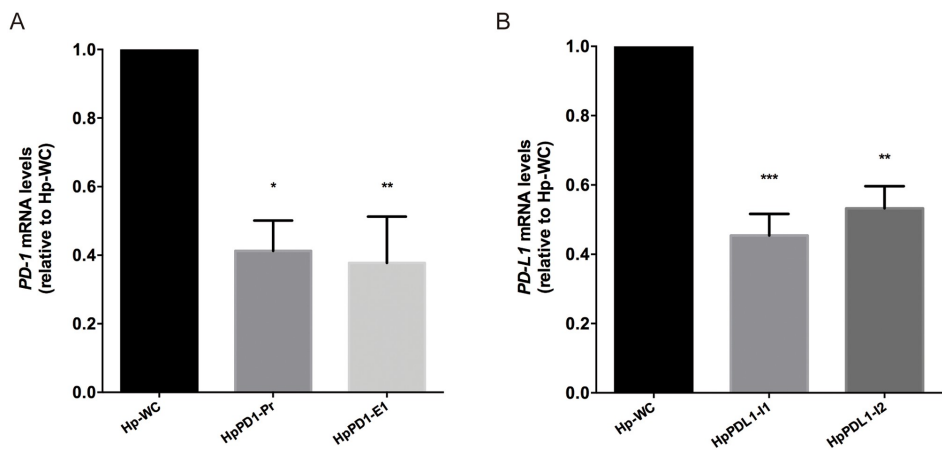 A
PD-1 mRNA levels
(relative to Hp-WC)
1.0
0.8
0.6
0.4
0.2
0.0
*
**
Hp-WC
HpPD1-Pr
HpPD1-E1
B
PD-L1 mRNA levels
(relative to Hp-WC)
1.0
0.8
0.6
0.4
0.2
0.0
***
**
Hp-WC
HpPDL1-I1
HpPDL1-I2